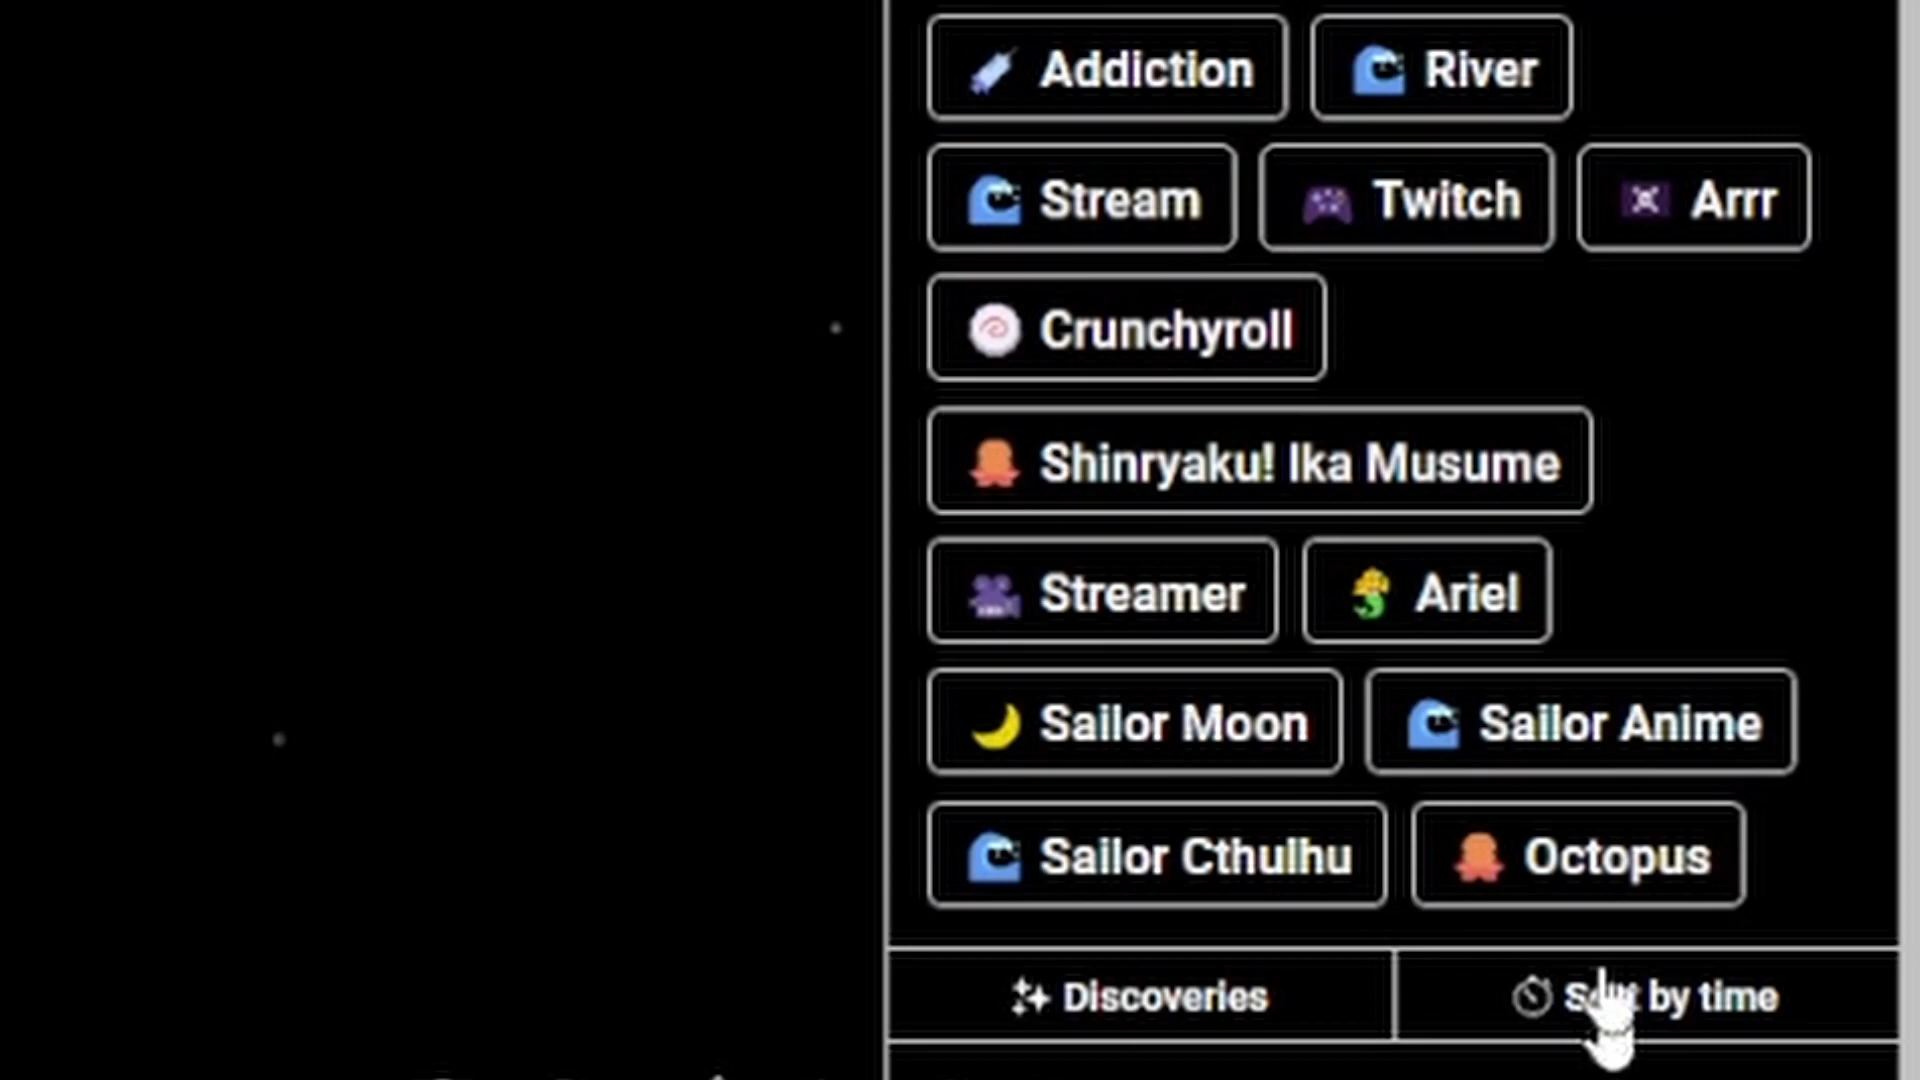 Addiction River
Stream Twitch Arrr
Crunchyroll
Shinryaku! Ika Musume
Streamer Ariel
Sailor Moon Sailor Anime
Sailor Cthulhu Octopus
Discoveries Sort by time